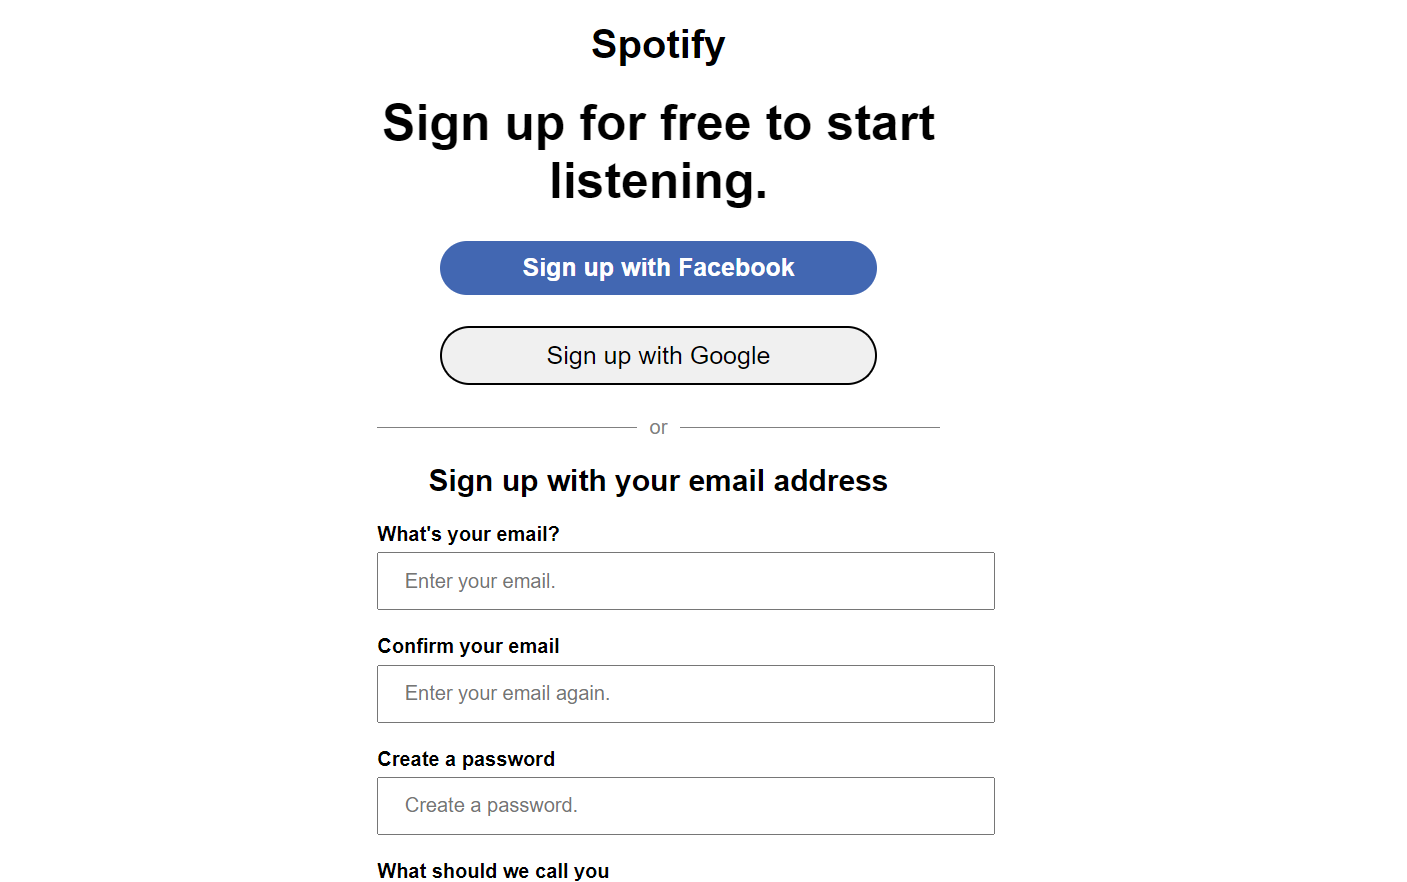 Spotify
Sign up for free to start
listening.
Sign up with Facebook
Sign up with Google
or
Sign up with your email address
What's your email?
Enter your email.
Confirm your email
Enter your email again.
Create a password
Create a password.
What should we call you